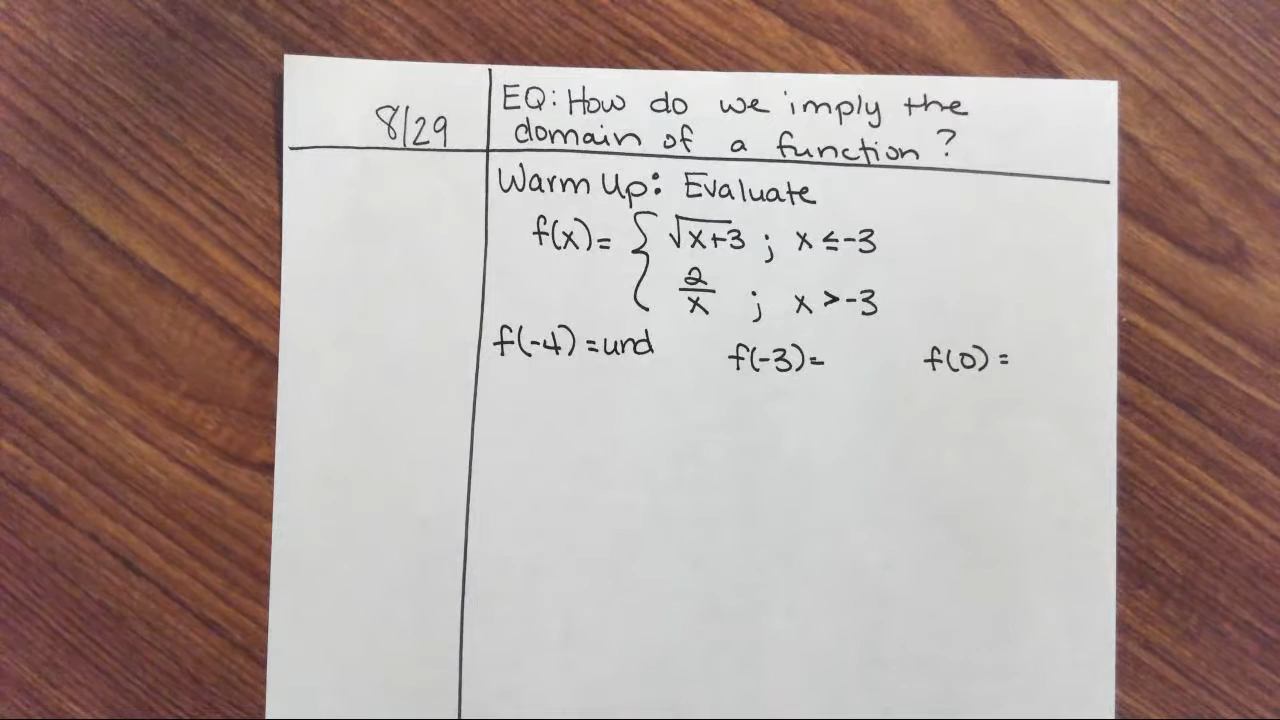 8/29
EQ: How do we imply the
domain of a function?
Warm Up: Evaluate
f(x)= { √x+3 ; x ≤ -3
2/x ; x > -3
f(-4) = und f(-3)= f(0) =